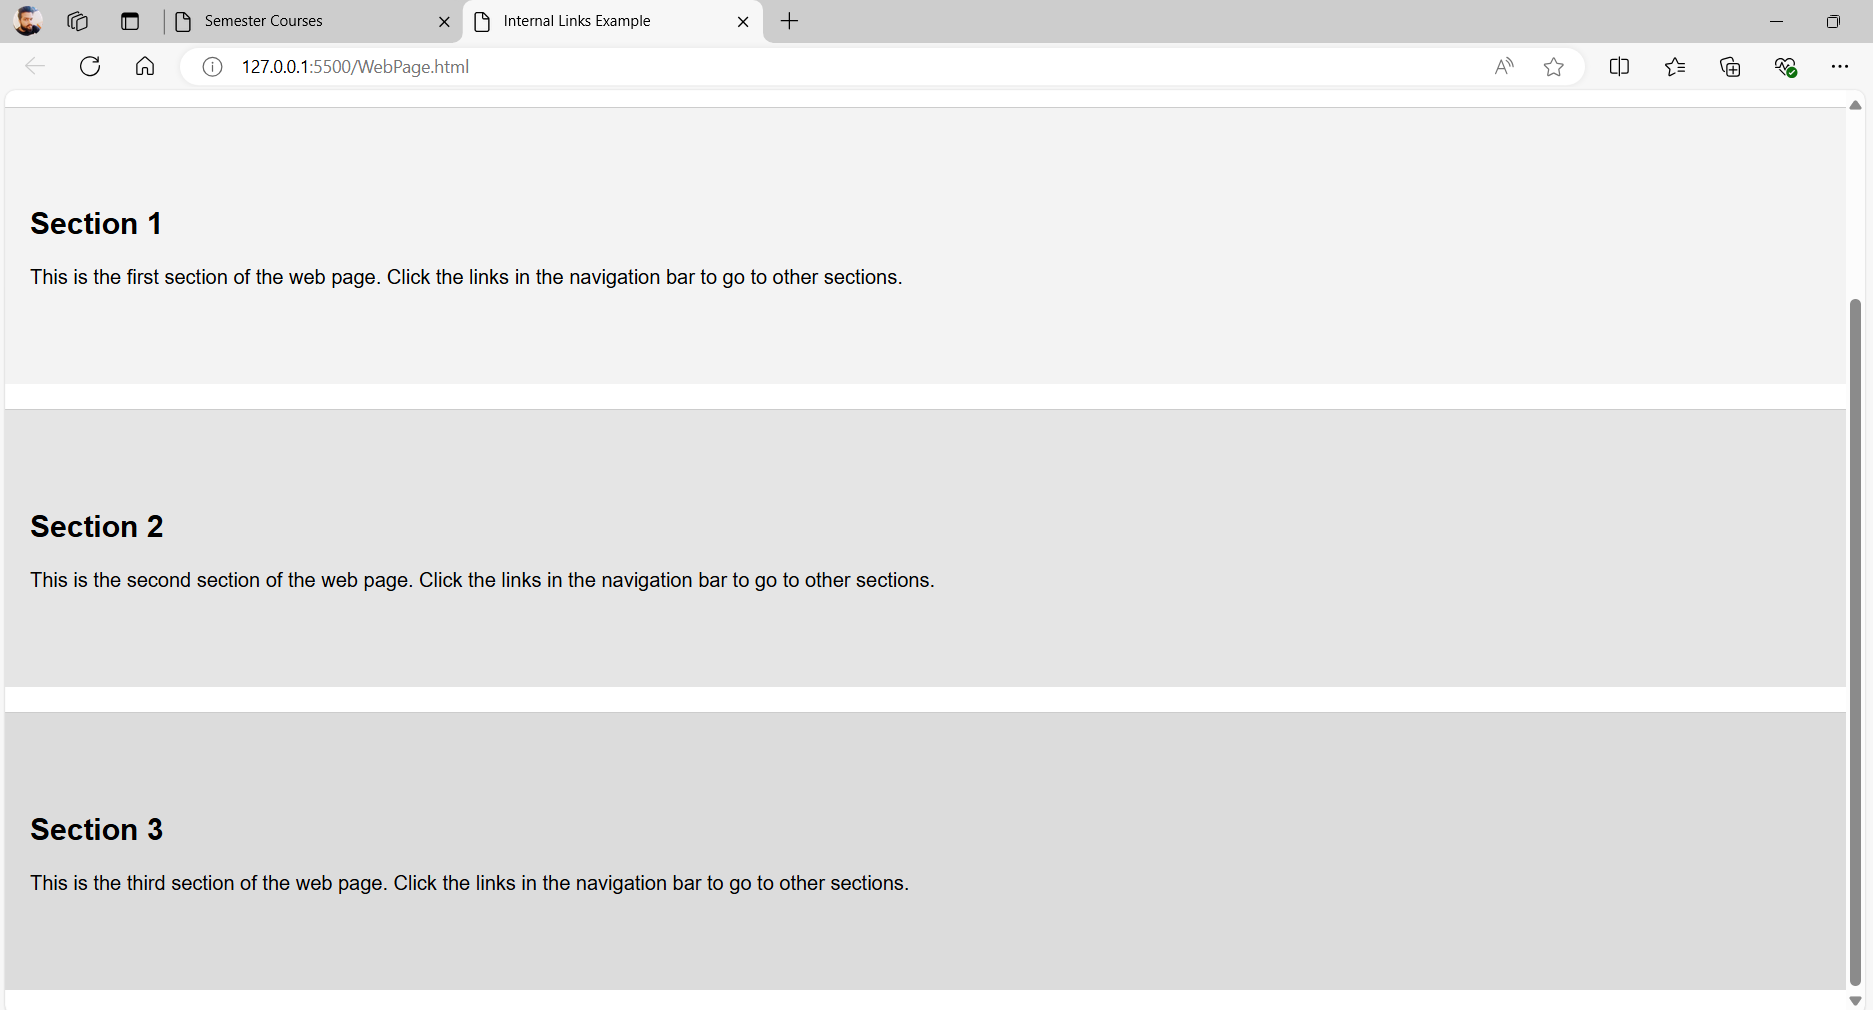 Semester Courses
Internal Links Example
127.0.0.1:5500/WebPage.html
Section 1
This is the first section of the web page. Click the links in the navigation bar to go to other sections.
Section 2
This is the second section of the web page. Click the links in the navigation bar to go to other sections.
Section 3
This is the third section of the web page. Click the links in the navigation bar to go to other sections.